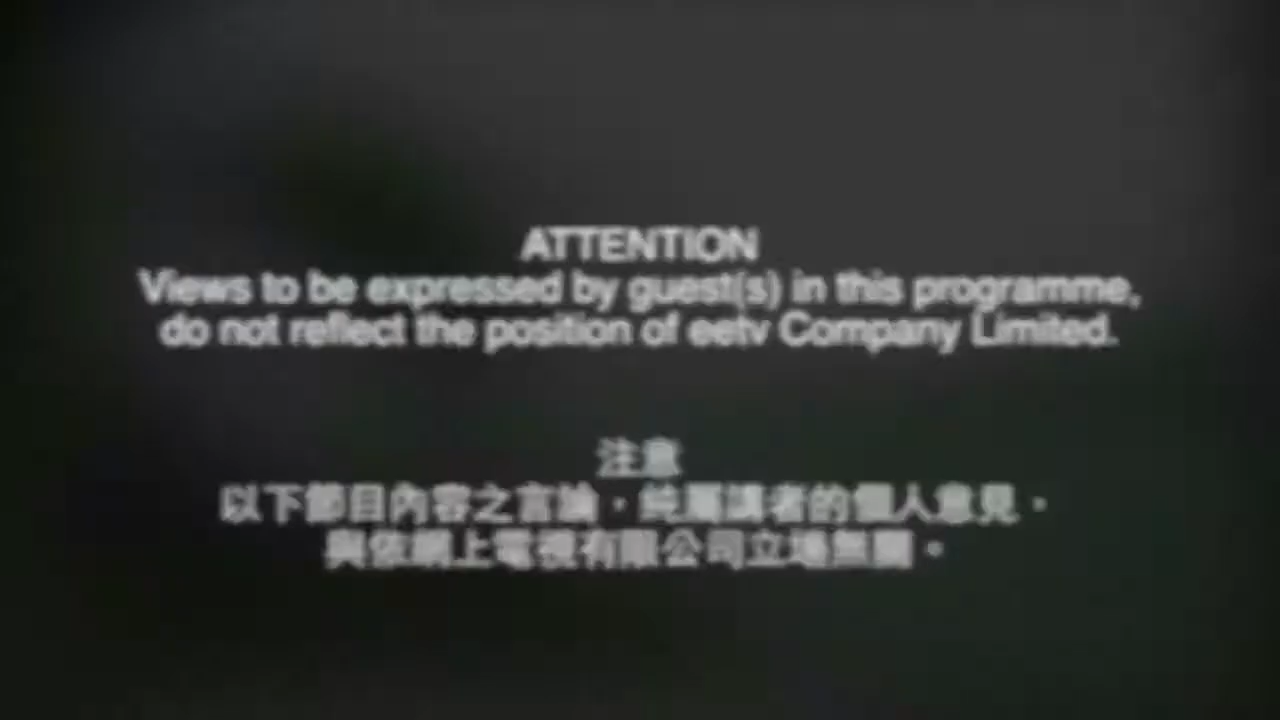 ATTENTION
Views to be expressed by guest(s) in this programme,
do not reflect the position of eetv Company Limited.
注意
以下節目內容之言論，純屬講者的個人意見，
與依網上電視有限公司立場無關。